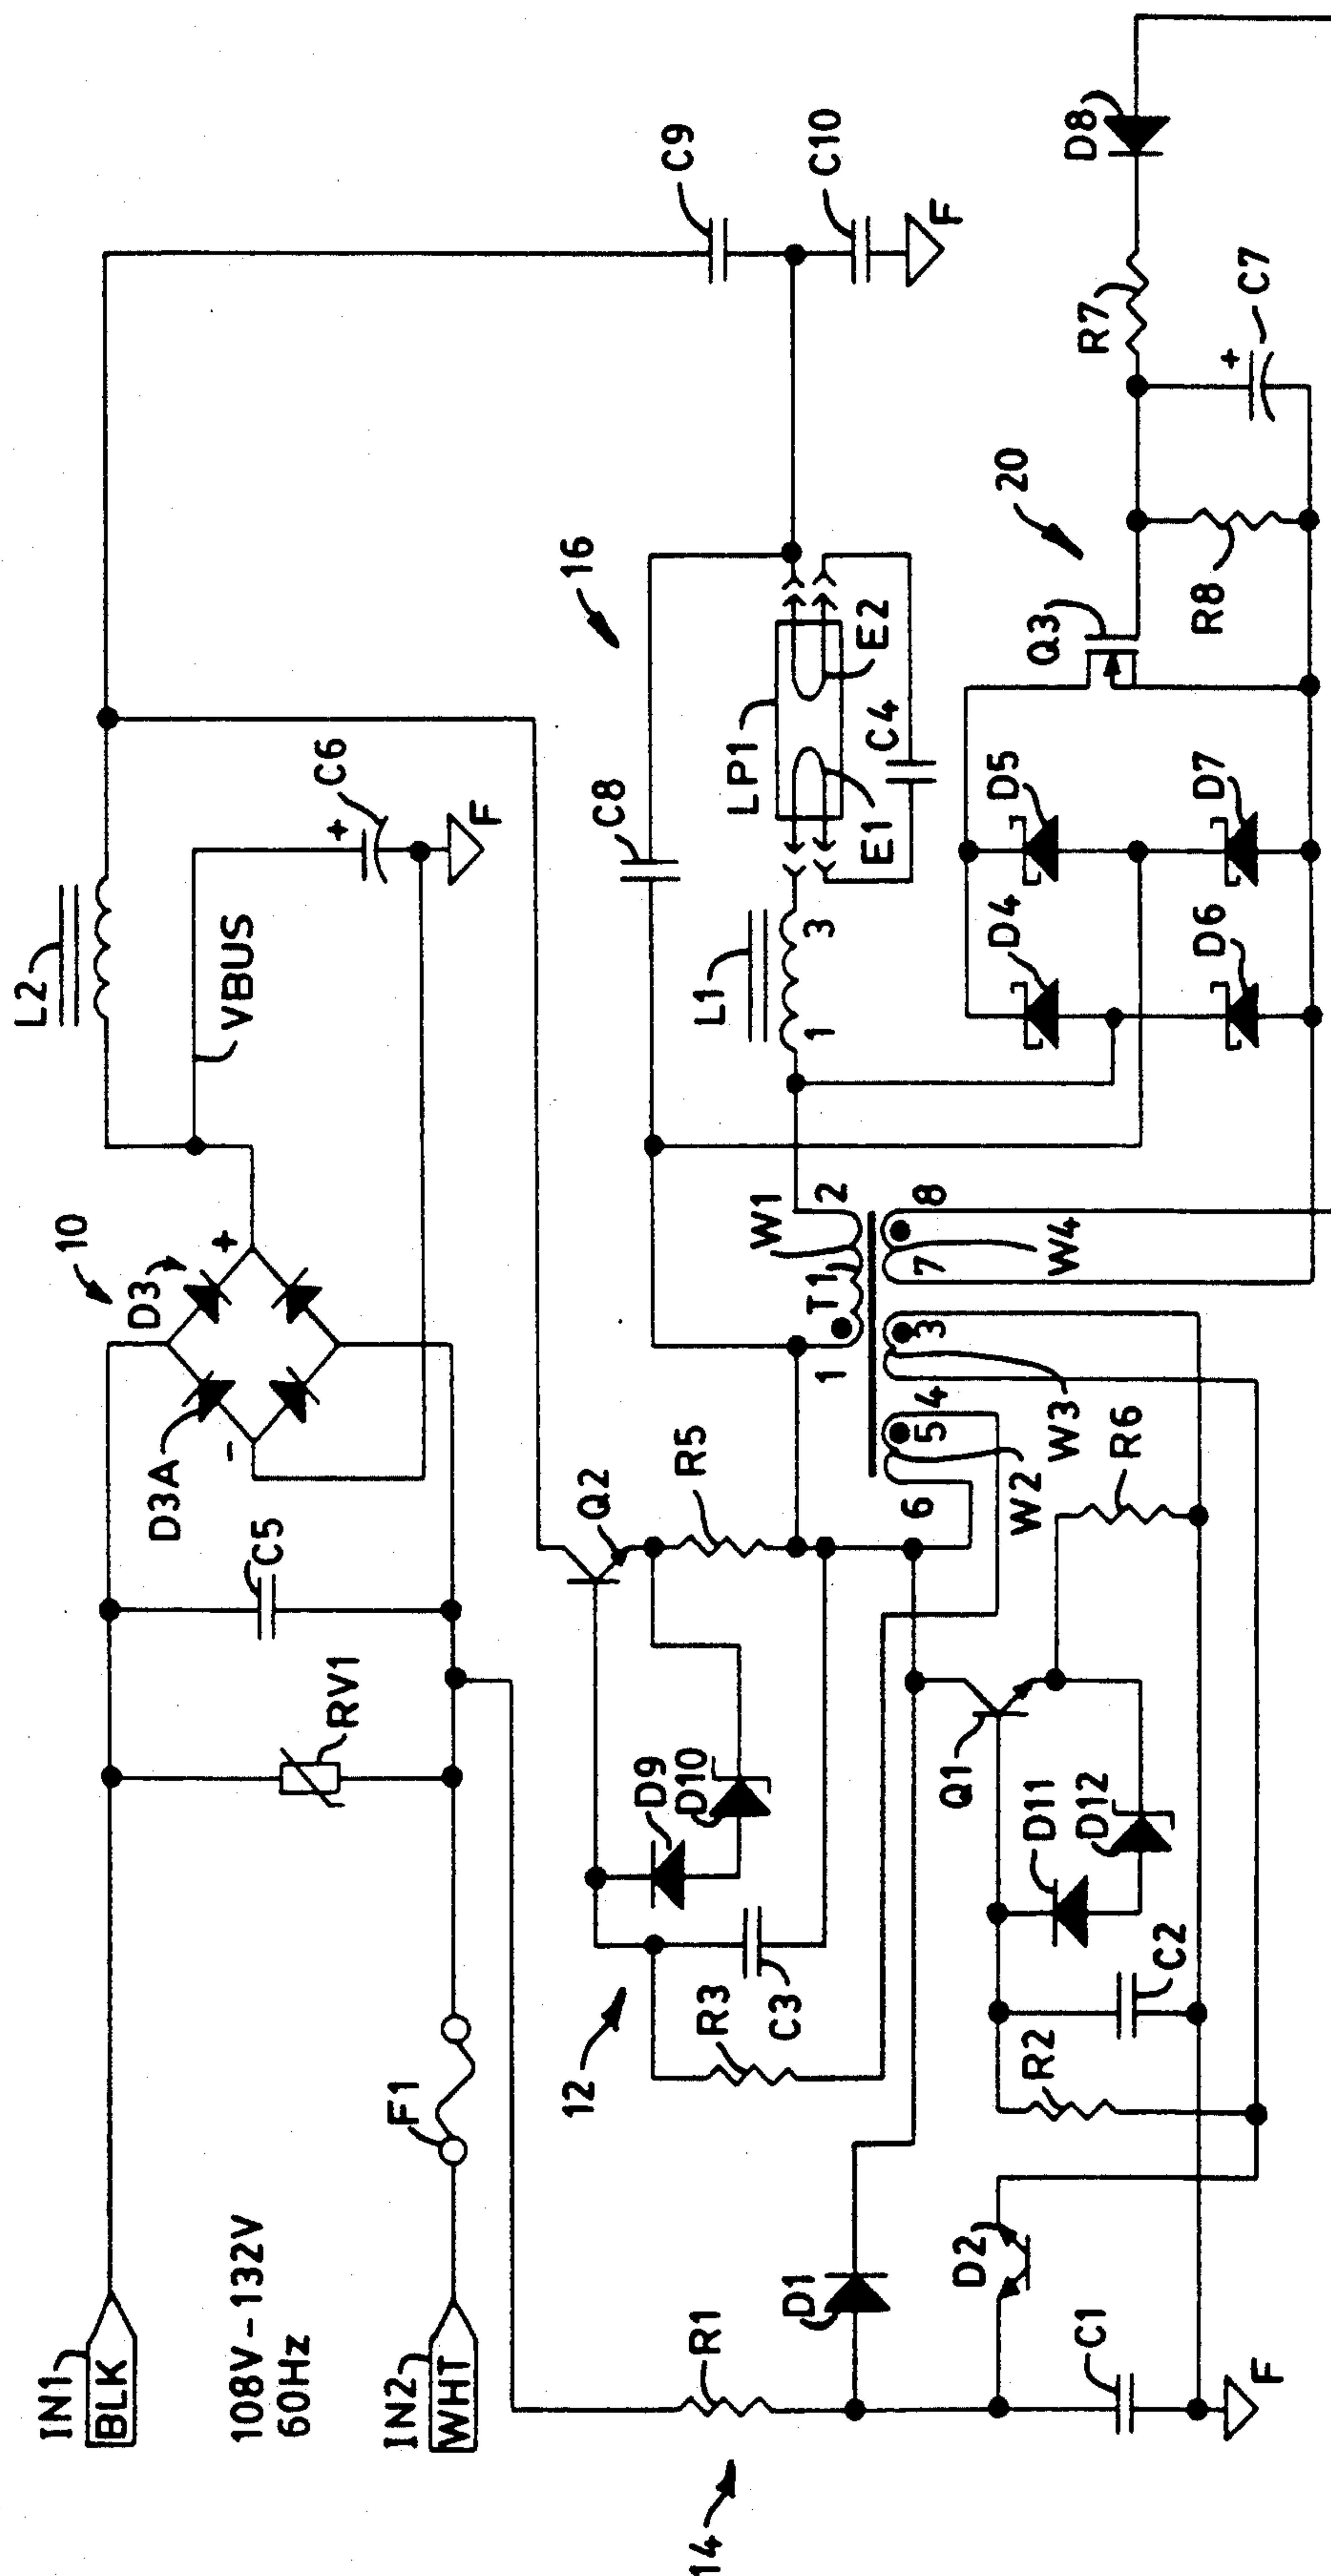 IN1
BLK
108V-132V
60Hz
IN2
WHT
F1
RV1
C5
D3A
D3
10
+
-
L2
VBUS
C6
+
F
C9
C10
F
14
R1
D1
D2
C1
F
12
R3
C3
D9
D10
Q2
R5
R2
C2
D11
D12
Q1
R6
W1
T1
1
2
6
5
4
3
7
8
W2
W3
W4
C8
16
L1
1
3
LP1
E1
E2
C4
D4
D5
D6
D7
20
Q3
R8
R7
C7
+
D8